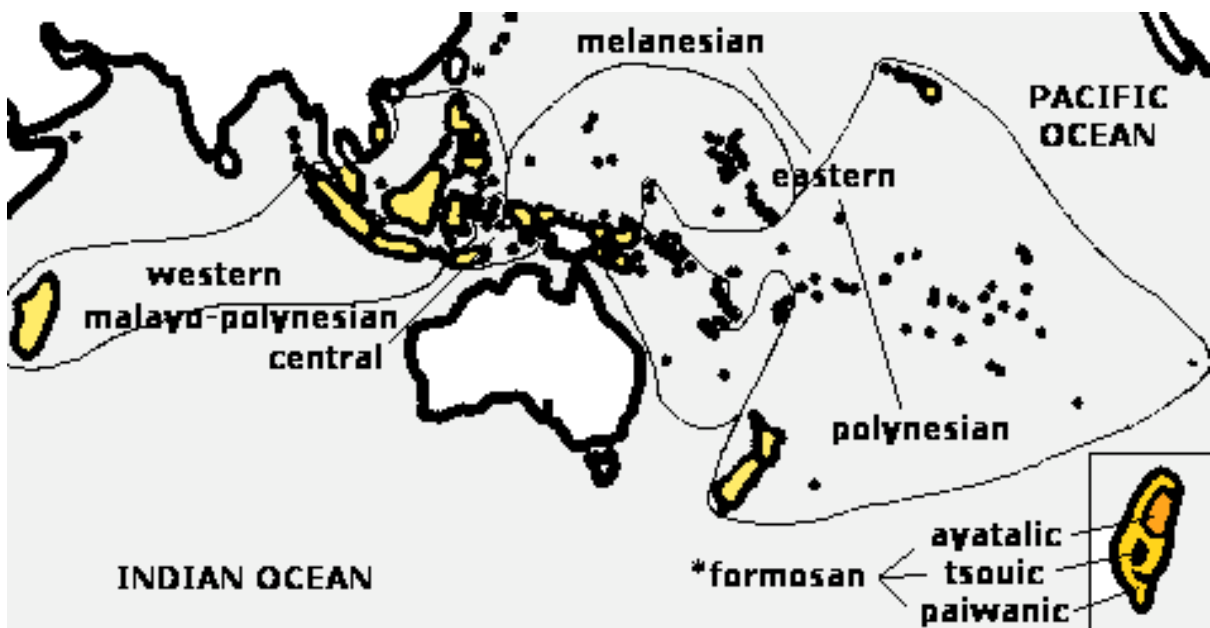 melanesian
PACIFIC
OCEAN
*
eastern
western
malayo-polynesian
central
polynesian
ayatalic
*formosan
tsouic
paiwanic
INDIAN OCEAN